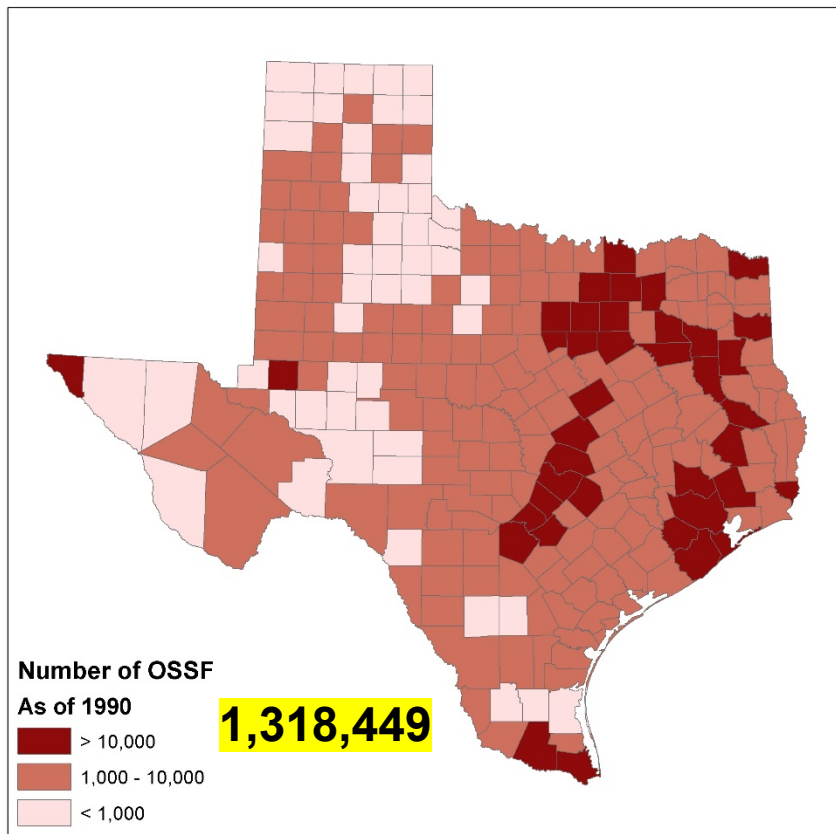 Number of OSSF
As of 1990
1,318,449
> 10,000
1,000 - 10,000
< 1,000